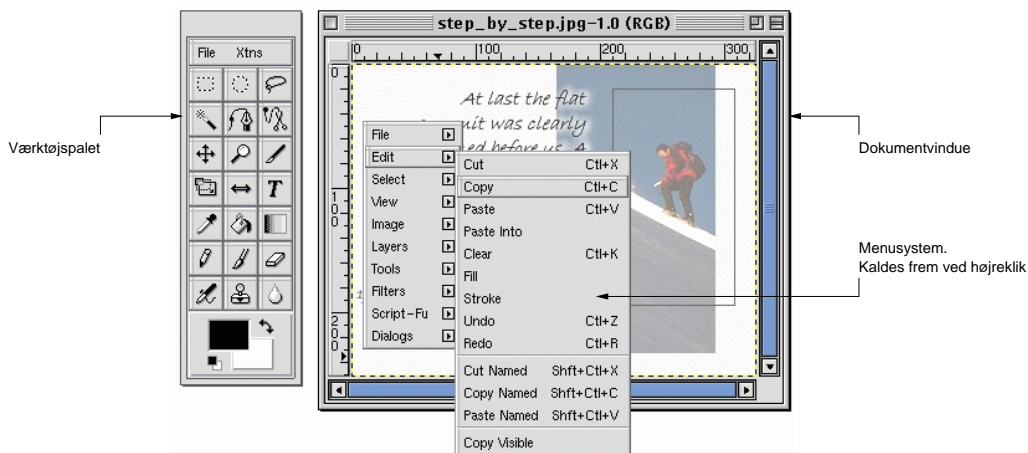 step_by_step.jpg-1.0 (RGB)
File Xtns
0 100 200 300
0
100
200
At last the flat
mit was clearly
ed before us. A
File
Edit
Select
View
Image
Layers
Tools
Filters
Script-Fu
Dialogs
Cut Ctl+X
Copy Ctl+C
Paste Ctl+V
Paste Into
Clear Ctl+K
Fill
Stroke
Undo Ctl+Z
Redo Ctl+R
Cut Named Shft+Ctl+X
Copy Named Shft+Ctl+C
Paste Named Shft+Ctl+V
Copy Visible
Værktøjspalet
Dokumentvindue
Menusystem.
Kaldes frem ved højreklik